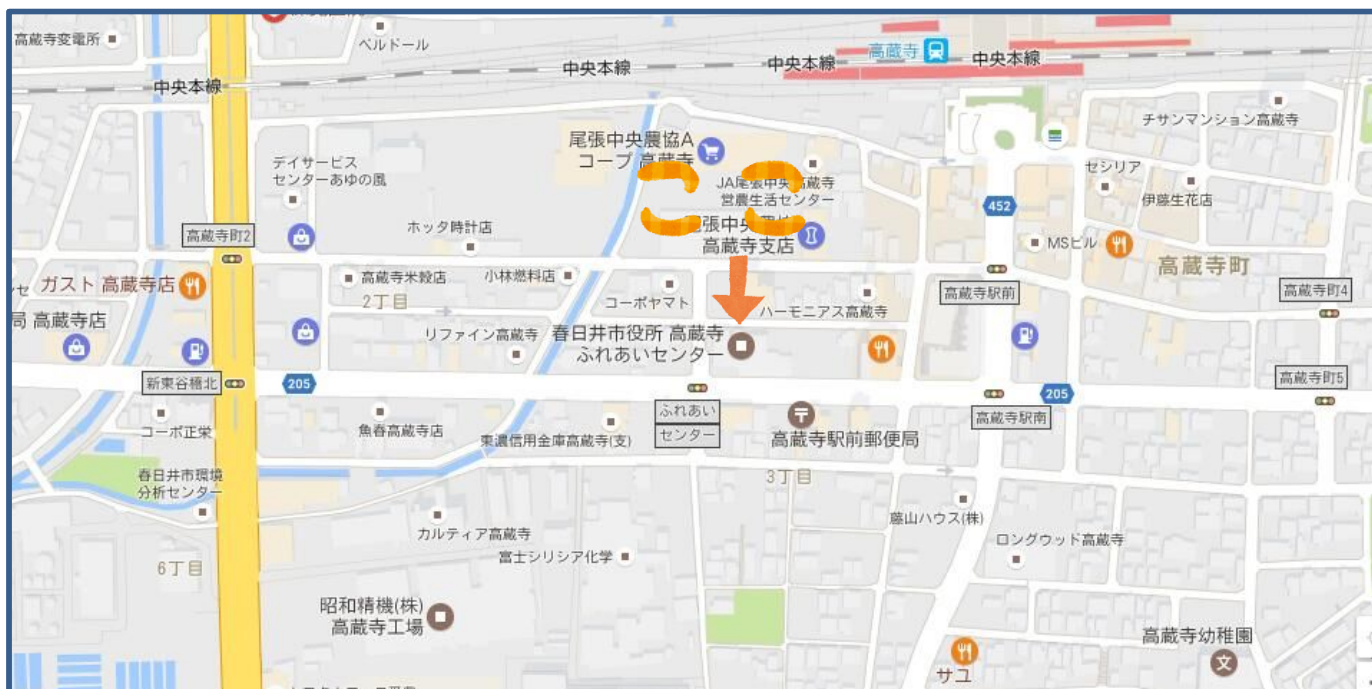 高蔵寺変電所
ベルドール
中央本線
中央本線
中央本線
高蔵寺
中央本線
チサンマンション高蔵寺
尾張中央農協A
コープ 高蔵寺
デイサービス
センターあゆの風
ここ
JA尾張中央高蔵寺
営農生活センター
セシリア
伊藤生花店
452
高蔵寺町2
ホッタ時計店
尾張中央農協
高蔵寺支店
MSビル
高蔵寺町
ガスト 高蔵寺店
高蔵寺米穀店
小林燃料店
2丁目
コーポヤマト
ハーモニアス高蔵寺
高蔵寺駅前
高蔵寺町4
局 高蔵寺店
リファイン高蔵寺
春日井市役所 高蔵寺
ふれあいセンター
新東谷橋北
205
205
高蔵寺町5
コーポ正栄
魚春高蔵寺店
東濃信用金庫高蔵寺(支)
ふれあい
センター
高蔵寺駅前郵便局
高蔵寺駅南
春日井市環境
分析センター
3丁目
カルティア高蔵寺
藤山ハウス(株)
富士シリシア化学
ロングウッド高蔵寺
6丁目
昭和精機(株)
高蔵寺工場
高蔵寺幼稚園
文
サユ